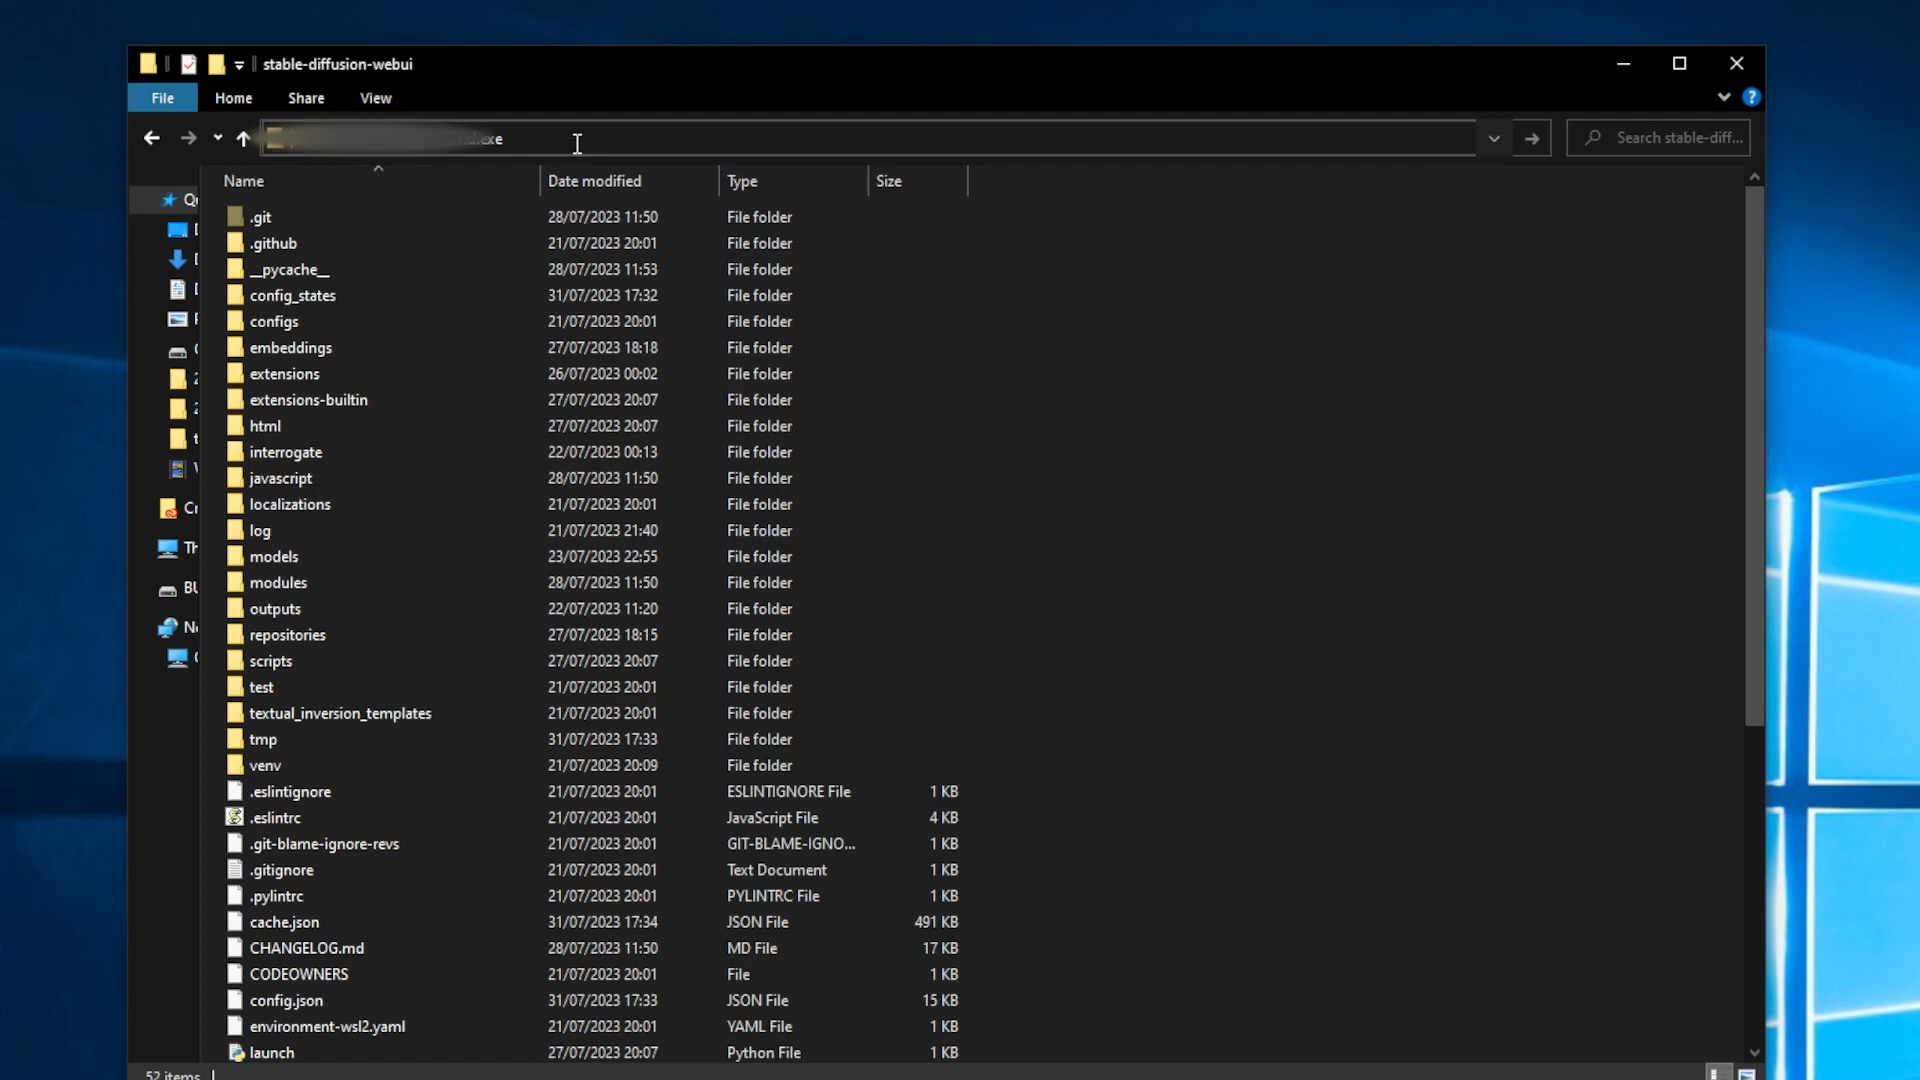 stable-diffusion-webui
File Home Share View
.exe
Search stable-diff...
Name Date modified Type Size
.git 28/07/2023 11:50 File folder
.github 21/07/2023 20:01 File folder
__pycache__ 28/07/2023 11:53 File folder
config_states 31/07/2023 17:32 File folder
configs 21/07/2023 20:01 File folder
embeddings 27/07/2023 18:18 File folder
extensions 26/07/2023 00:02 File folder
extensions-builtin 27/07/2023 20:07 File folder
html 27/07/2023 20:07 File folder
interrogate 22/07/2023 00:13 File folder
javascript 28/07/2023 11:50 File folder
localizations 21/07/2023 20:01 File folder
log 21/07/2023 21:40 File folder
models 23/07/2023 22:55 File folder
modules 28/07/2023 11:50 File folder
outputs 22/07/2023 11:20 File folder
repositories 27/07/2023 18:15 File folder
scripts 27/07/2023 20:07 File folder
test 21/07/2023 20:01 File folder
textual_inversion_templates 21/07/2023 20:01 File folder
tmp 31/07/2023 17:33 File folder
venv 21/07/2023 20:09 File folder
.eslintignore 21/07/2023 20:01 ESLINTIGNORE File 1 KB
.eslintrc 21/07/2023 20:01 JavaScript File 4 KB
.git-blame-ignore-revs 21/07/2023 20:01 GIT-BLAME-IGNO... 1 KB
.gitignore 21/07/2023 20:01 Text Document 1 KB
.pylintrc 21/07/2023 20:01 PYLINTRC File 1 KB
cache.json 31/07/2023 17:34 JSON File 491 KB
CHANGELOG.md 28/07/2023 11:50 MD File 17 KB
CODEOWNERS 21/07/2023 20:01 File 1 KB
config.json 31/07/2023 17:33 JSON File 15 KB
environment-wsl2.yaml 21/07/2023 20:01 YAML File 1 KB
launch 27/07/2023 20:07 Python File 1 KB
52 items